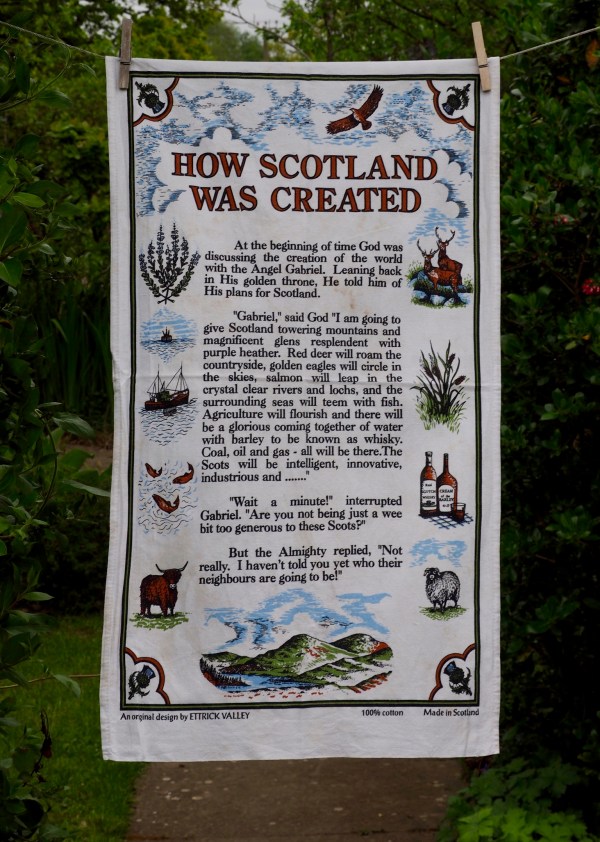 HOW SCOTLAND
WAS CREATED
At the beginning of time God was
discussing the creation of the world
with the Angel Gabriel. Leaning back
in His golden throne, He told him of
His plans for Scotland.
"Gabriel," said God "I am going to
give Scotland towering mountains and
magnificent glens resplendent with
purple heather. Red deer will roam the
countryside, golden eagles will circle in
the skies, salmon will leap in the
crystal clear rivers and lochs, and the
surrounding seas will teem with fish.
Agriculture will flourish and there will
be a glorious coming together of water
with barley to be known as whisky.
Coal, oil and gas - all will be there.The
Scots will be intelligent, innovative,
industrious and ......."
"Wait a minute!" interrupted
Gabriel. "Are you not being just a wee
bit too generous to these Scots?"
But the Almighty replied, "Not
really. I haven't told you yet who their
neighbours are going to be!"
An orginal design by ETTRICK VALLEY
100% cotton
Made in Scotland